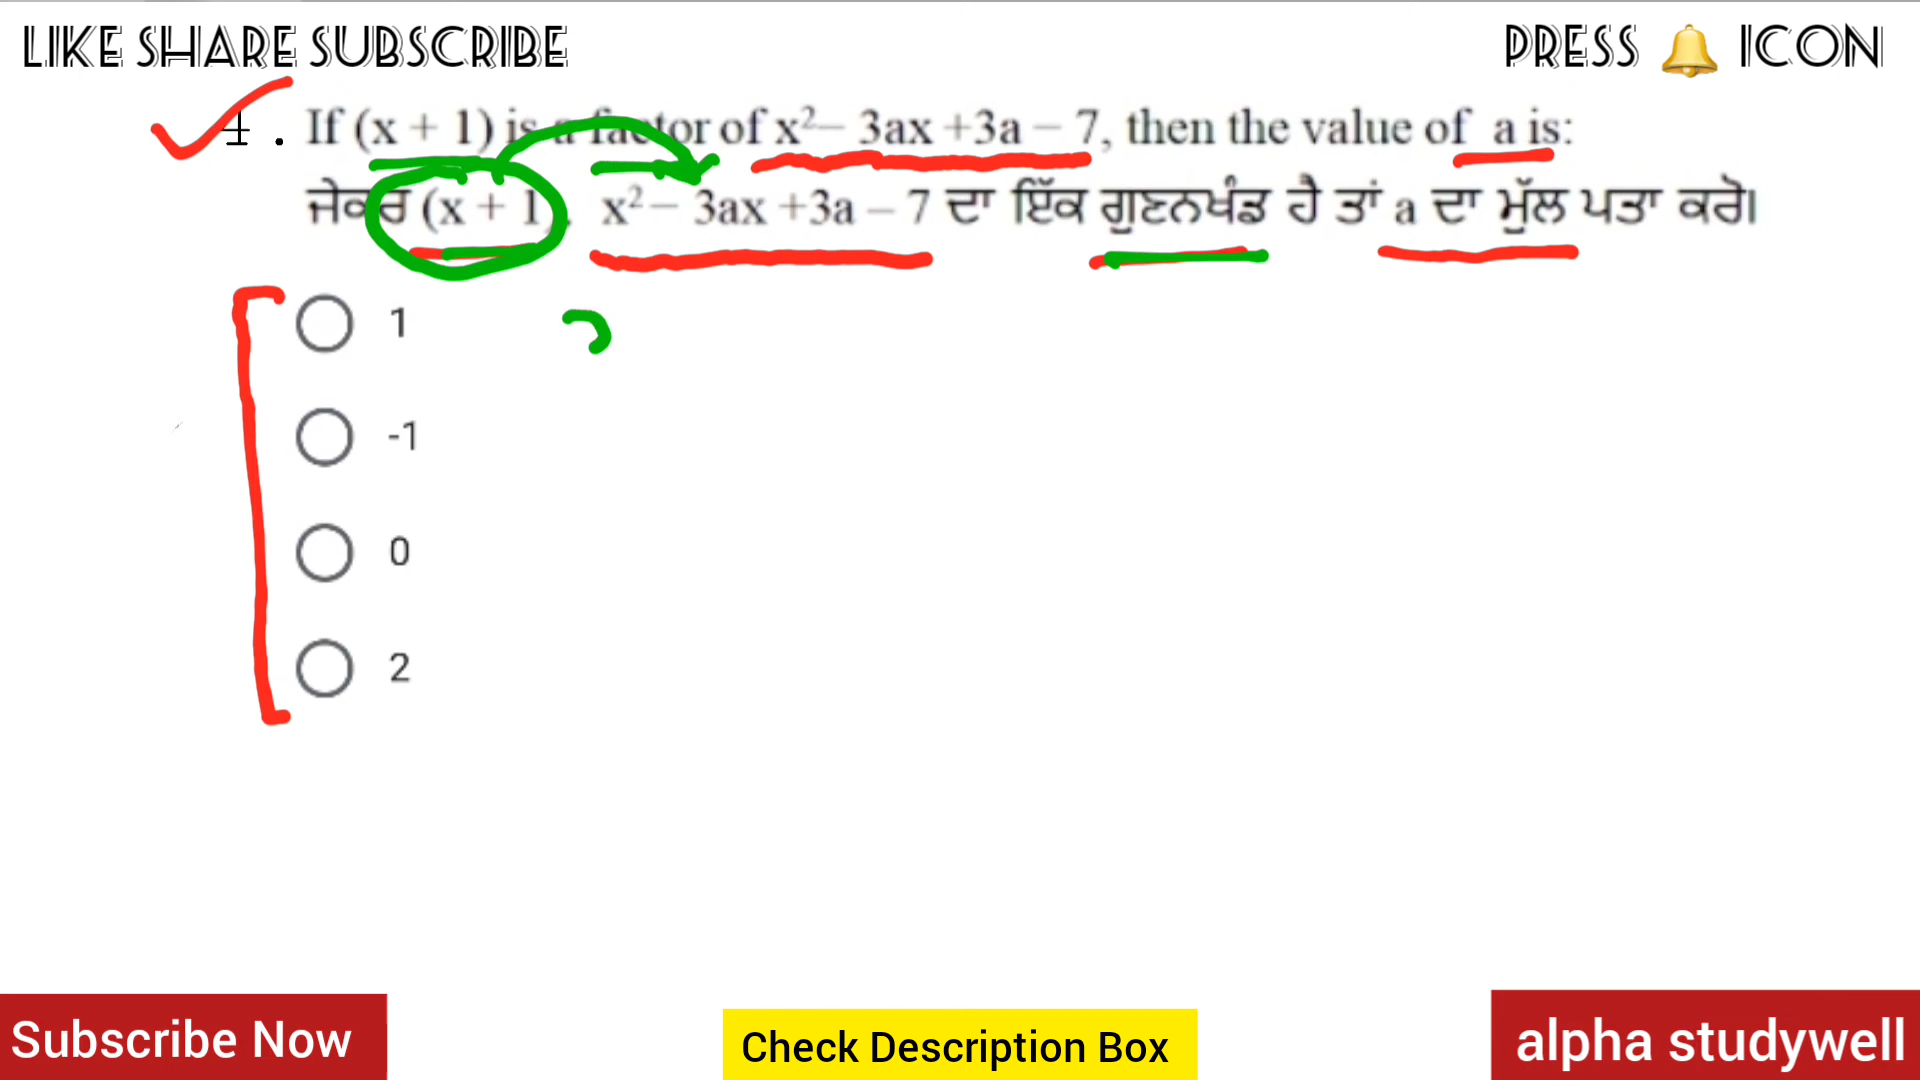 LIKE SHARE SUBSCRIBE
PRESS 🔔 ICON
4 . If (x + 1) is a factor of x²– 3ax +3a – 7, then the value of a is:
ਜੇਕਰ (x + 1) x²– 3ax +3a – 7 ਦਾ ਇੱਕ ਗੁਣਨਖੰਡ ਹੈ ਤਾਂ a ਦਾ ਮੁੱਲ ਪਤਾ ਕਰੋ।
1
-1
0
2
Subscribe Now
Check Description Box
alpha studywell